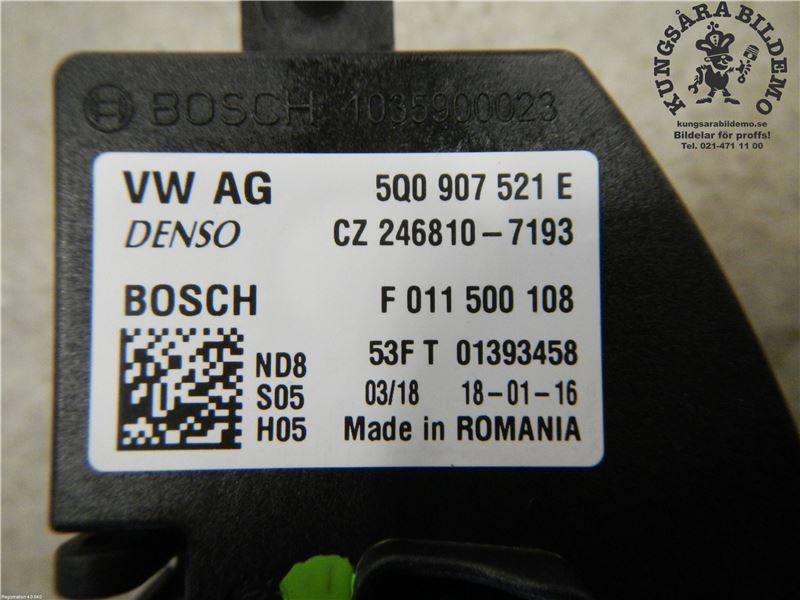 KUNGSÅRA BILDEMO
kungsarabildemo.se
Bildelar för proffs!
Tel. 021-471 11 00
BOSCH 1035900023
VW AG 5Q0 907 521 E
DENSO CZ 246810-7193
BOSCH F 011 500 108
ND8 53F T 01393458
S05 03/18 18-01-16
H05 Made in ROMANIA